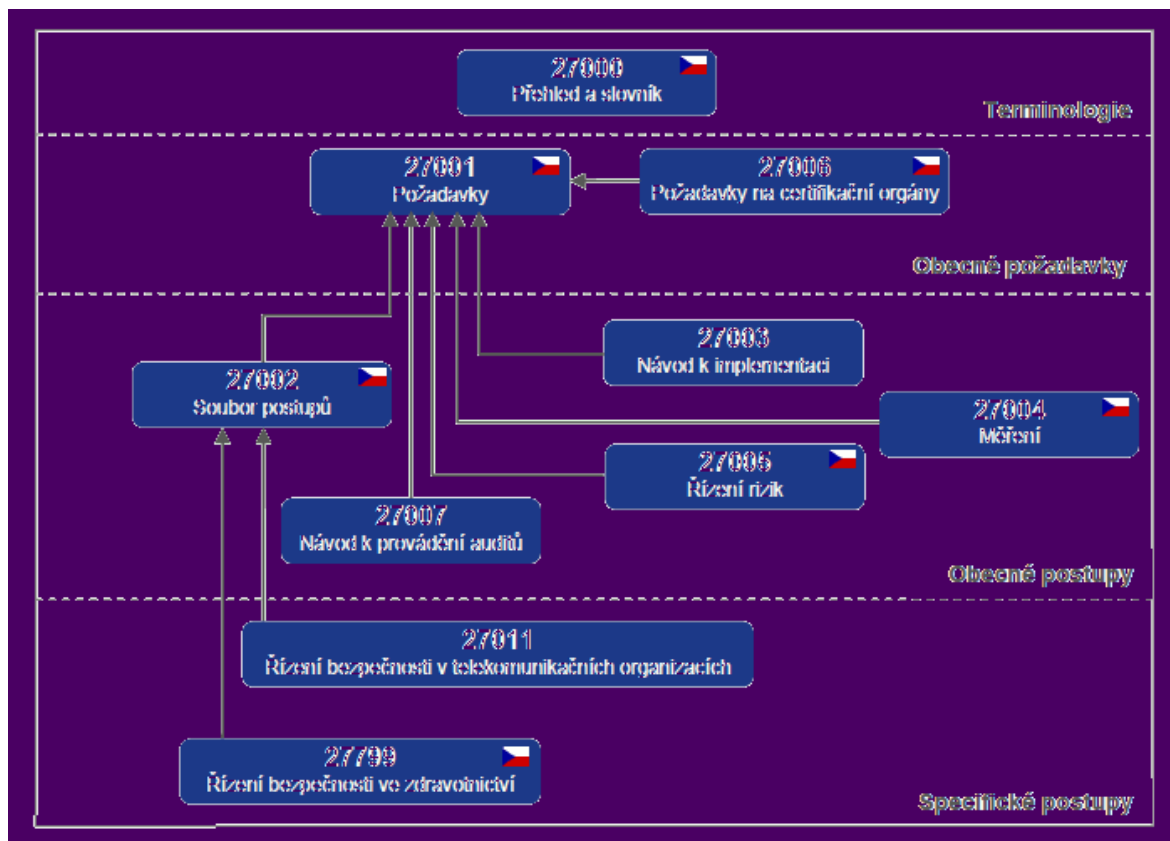 27000
Přehled a slovník
Terminologie
27001
Požadavky
27006
Požadavky na certifikační orgány
Obecné požadavky
27003
Návod k implementaci
27002
Soubor postupů
27004
Měření
27005
Řízení rizik
27007
Návod k provádění auditů
Obecné postupy
27011
Řízení bezpečnosti v telekomunikačních organizacích
27799
Řízení bezpečnosti ve zdravotnictví
Specifické postupy